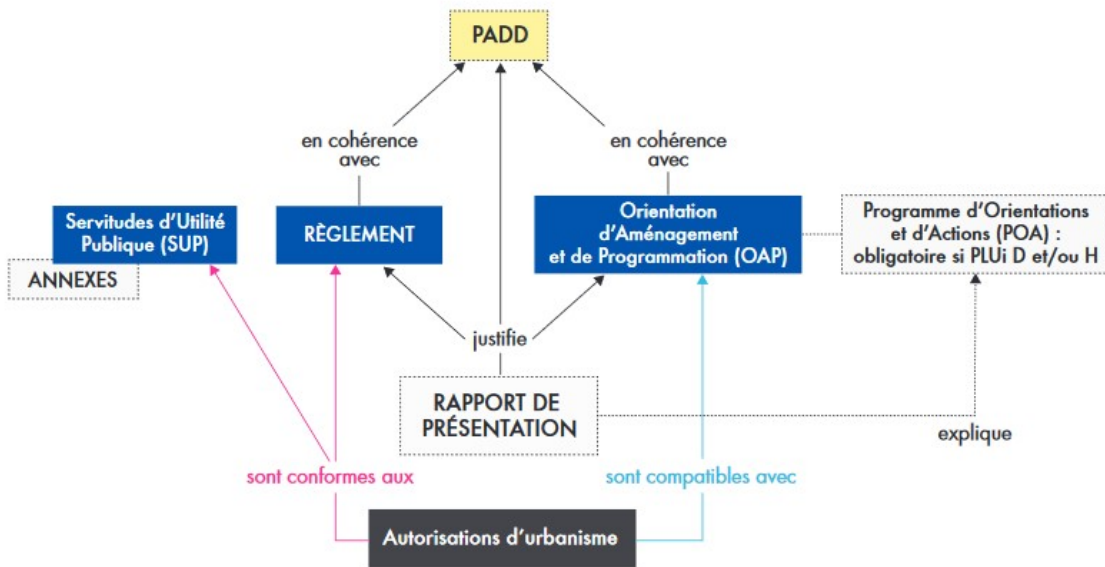 PADD
en cohérence
avec
en cohérence
avec
Servitudes d'Utilité
Publique (SUP)
ANNEXES
RÈGLEMENT
Orientation
d'Aménagement
et de Programmation (OAP)
Programme d'Orientations
et d'Actions (POA) :
obligatoire si PLUi D et/ou H
justifie
RAPPORT DE
PRÉSENTATION
explique
sont conformes aux
sont compatibles avec
Autorisations d'urbanisme